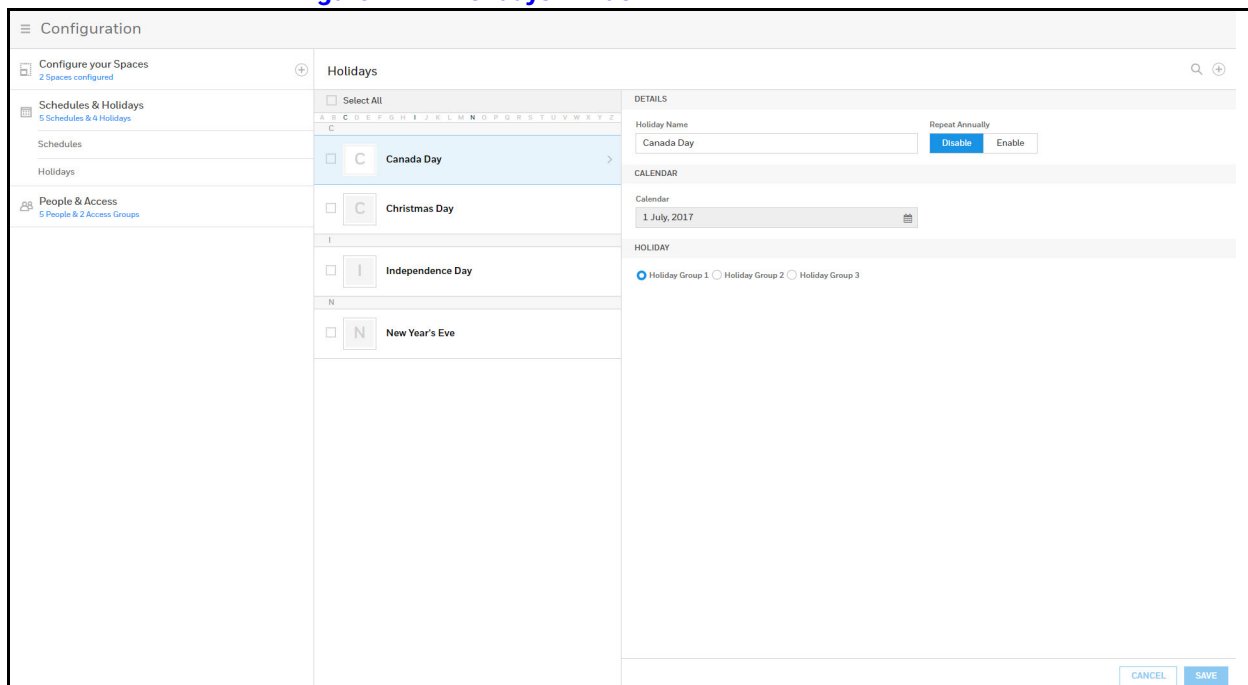 Configuration
Configure your Spaces
2 Spaces configured
Schedules & Holidays
5 Schedules & 4 Holidays
Schedules
Holidays
People & Access
5 People & 2 Access Groups
Holidays
Select All
A B C D E F G H I J K L M N O P Q R S T U V W X Y Z
C
C Canada Day
C Christmas Day
I
I Independence Day
N
N New Year's Eve
DETAILS
Holiday Name Repeat Annually
Canada Day Disable Enable
CALENDAR
Calendar
1 July, 2017
HOLIDAY
Holiday Group 1 Holiday Group 2 Holiday Group 3
CANCEL SAVE